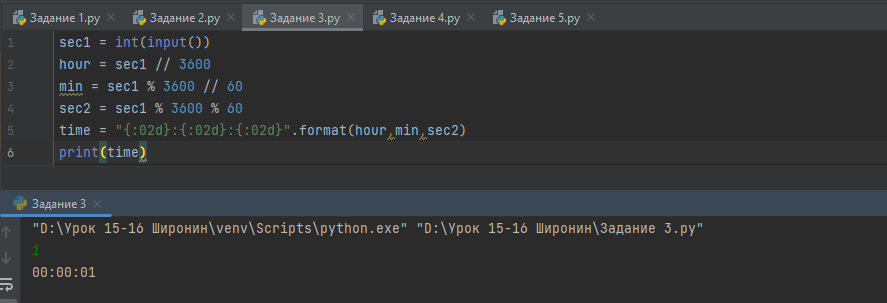 Задание 1.py Задание 2.py Задание 3.py Задание 4.py Задание 5.py
1 sec1 = int(input())
2 hour = sec1 // 3600
3 min = sec1 % 3600 // 60
4 sec2 = sec1 % 3600 % 60
5 time = "{:02d}:{:02d}:{:02d}".format(hour,min,sec2)
6 print(time)
Задание 3
"D:\Урок 15-16 Широнин\venv\Scripts\python.exe" "D:\Урок 15-16 Широнин\Задание 3.py"
1
00:00:01